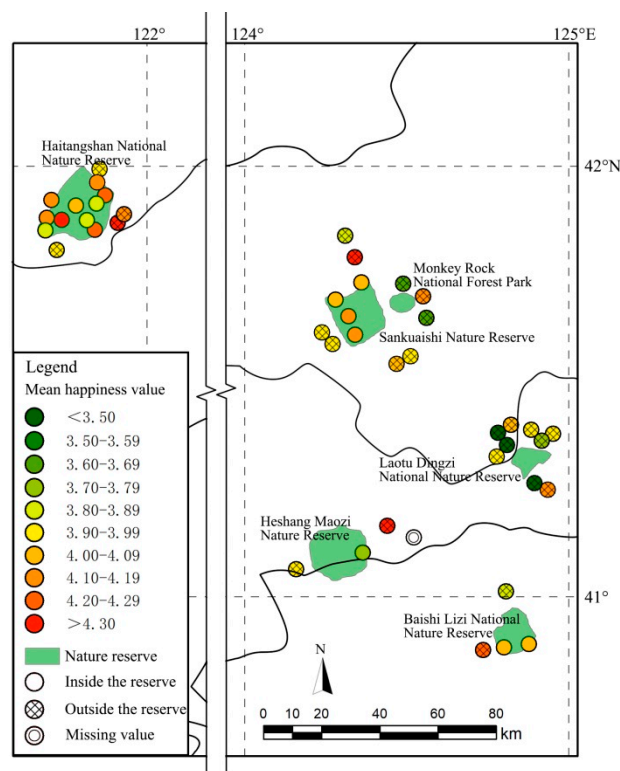 122° 124° 125°E
Haitangshan National
Nature Reserve
42°N
Monkey Rock
National Forest Park
Sankuaishi Nature Reserve
Legend
Mean happiness value
<3.50
3.50-3.59
3.60-3.69
3.70-3.79
3.80-3.89
3.90-3.99
4.00-4.09
4.10-4.19
4.20-4.29
>4.30
Nature reserve
Inside the reserve
Outside the reserve
Missing value
Laotu Dingzi
National Nature Reserve
Heshang Maozi
Nature Reserve
41°
Baishi Lizi National
Nature Reserve
N
0 20 40 60 80
km